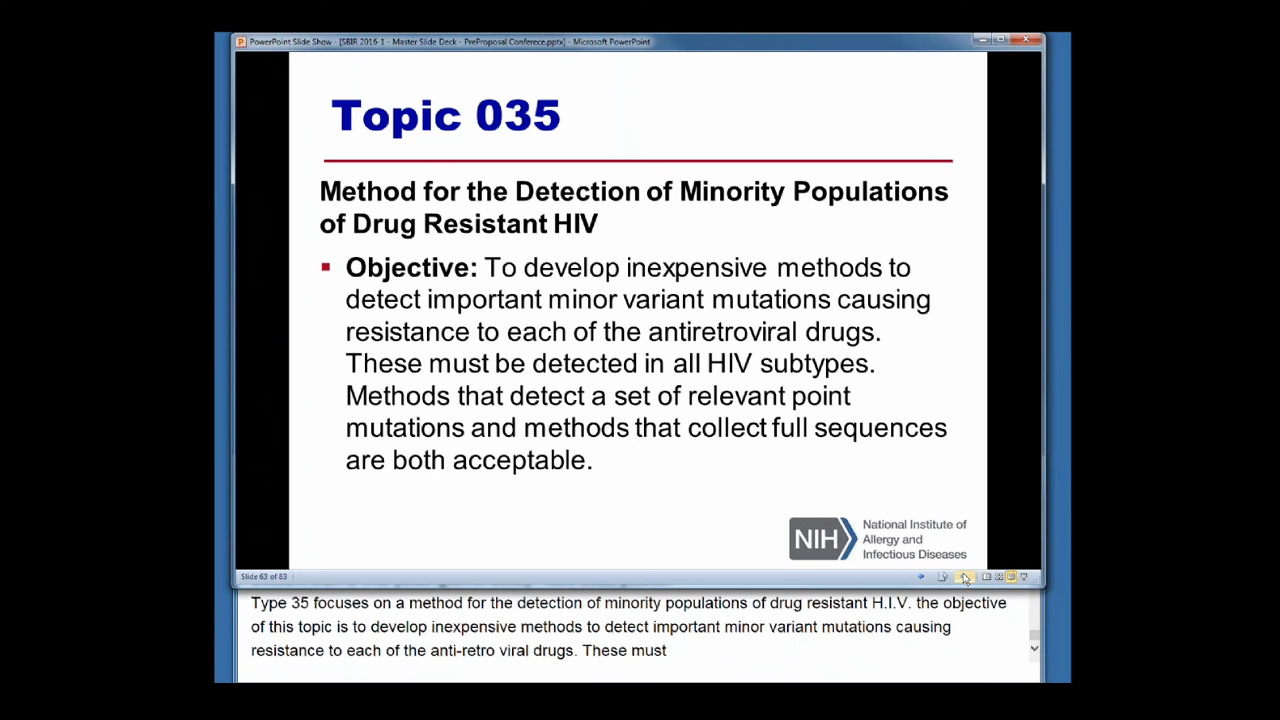 PowerPoint Slide Show - [SBIR 2016-1 - Master Slide Deck - PreProposal Conferece.pptx] - Microsoft PowerPoint
Topic 035
Method for the Detection of Minority Populations
of Drug Resistant HIV
Objective: To develop inexpensive methods to
detect important minor variant mutations causing
resistance to each of the antiretroviral drugs.
These must be detected in all HIV subtypes.
Methods that detect a set of relevant point
mutations and methods that collect full sequences
are both acceptable.
NIH
National Institute of
Allergy and
Infectious Diseases
Slide 63 of 83
Type 35 focuses on a method for the detection of minority populations of drug resistant H.I.V. the objective
of this topic is to develop inexpensive methods to detect important minor variant mutations causing
resistance to each of the anti-retro viral drugs. These must